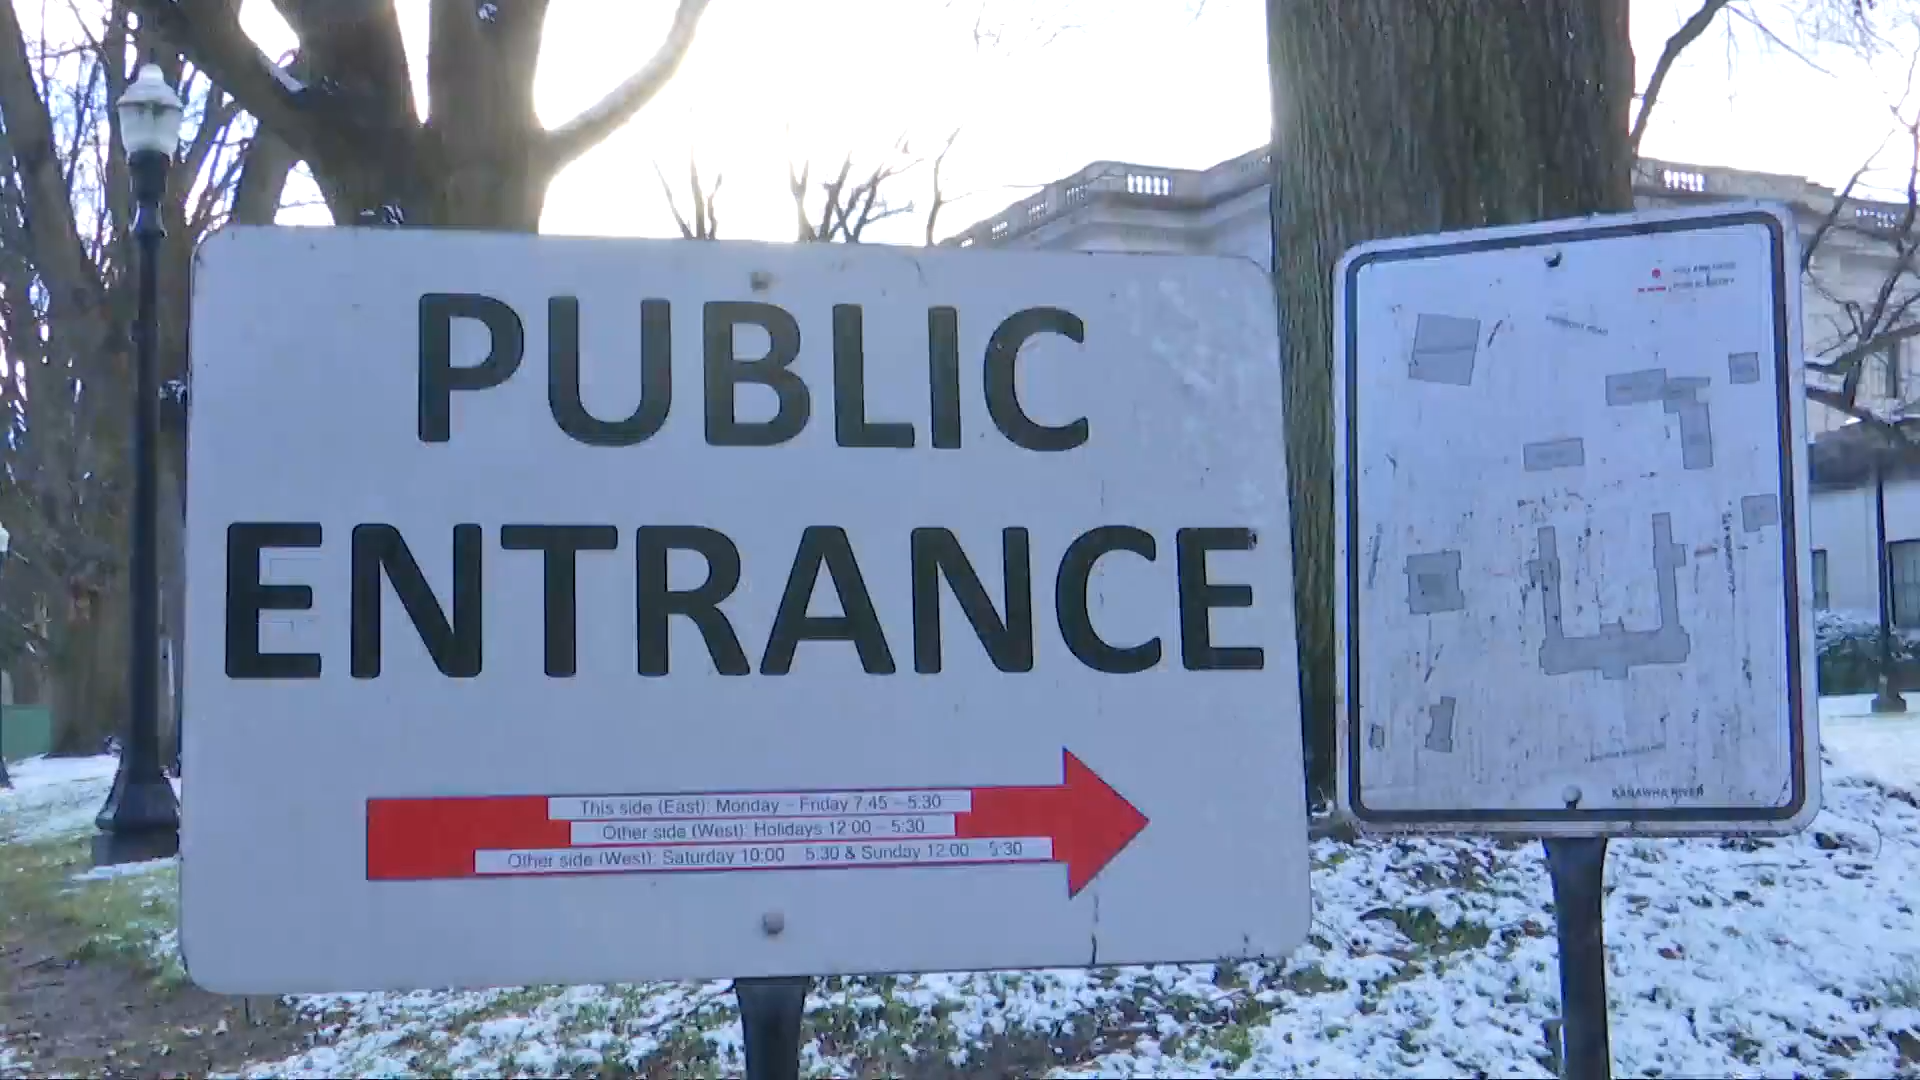 PUBLIC
ENTRANCE
This side (East): Monday - Friday 7:45 - 5:30
Other side (West): Holidays 12:00 - 5:30
Other side (West): Saturday 10:00 5:30 & Sunday 12:00 5:30
KANAWHA RIVER